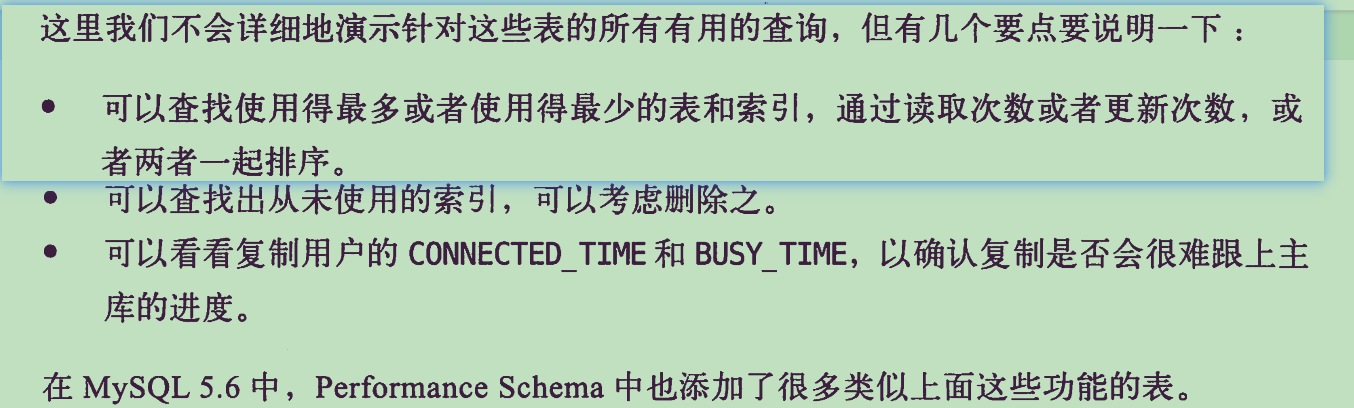 这里我们不会详细地演示针对这些表的所有有用的查询，但有几个要点要说明一下：
• 可以查找使用得最多或者使用得最少的表和索引，通过读取次数或者更新次数，或
者两者一起排序。
• 可以查找出从未使用的索引，可以考虑删除之。
• 可以看看复制用户的 CONNECTED_TIME 和 BUSY_TIME，以确认复制是否会很难跟上主
库的进度。
在 MySQL 5.6 中，Performance Schema 中也添加了很多类似上面这些功能的表。